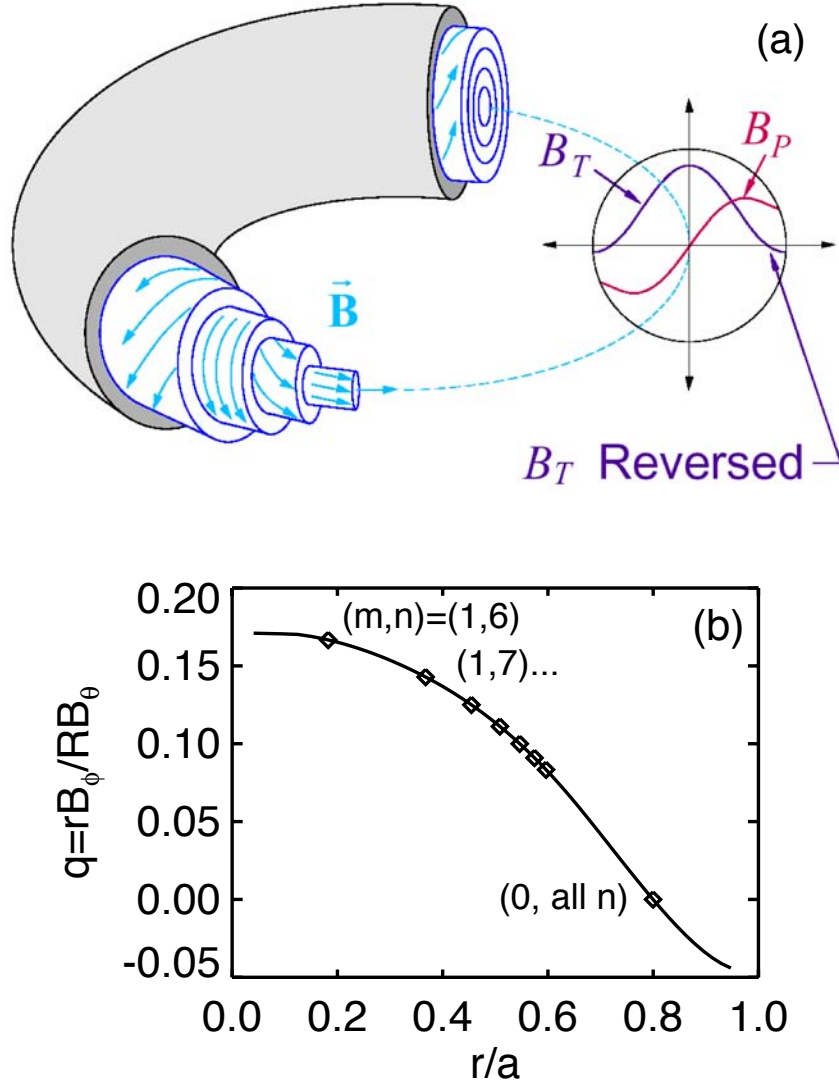 (a)
B_T
B_P
B⃗
B_T Reversed
0.20
0.15
0.10
0.05
0.00
-0.05
q=rB_ϕ/RB_θ
(m,n)=(1,6)
(b)
(1,7)...
(0, all n)
0.0 0.2 0.4 0.6 0.8 1.0
r/a